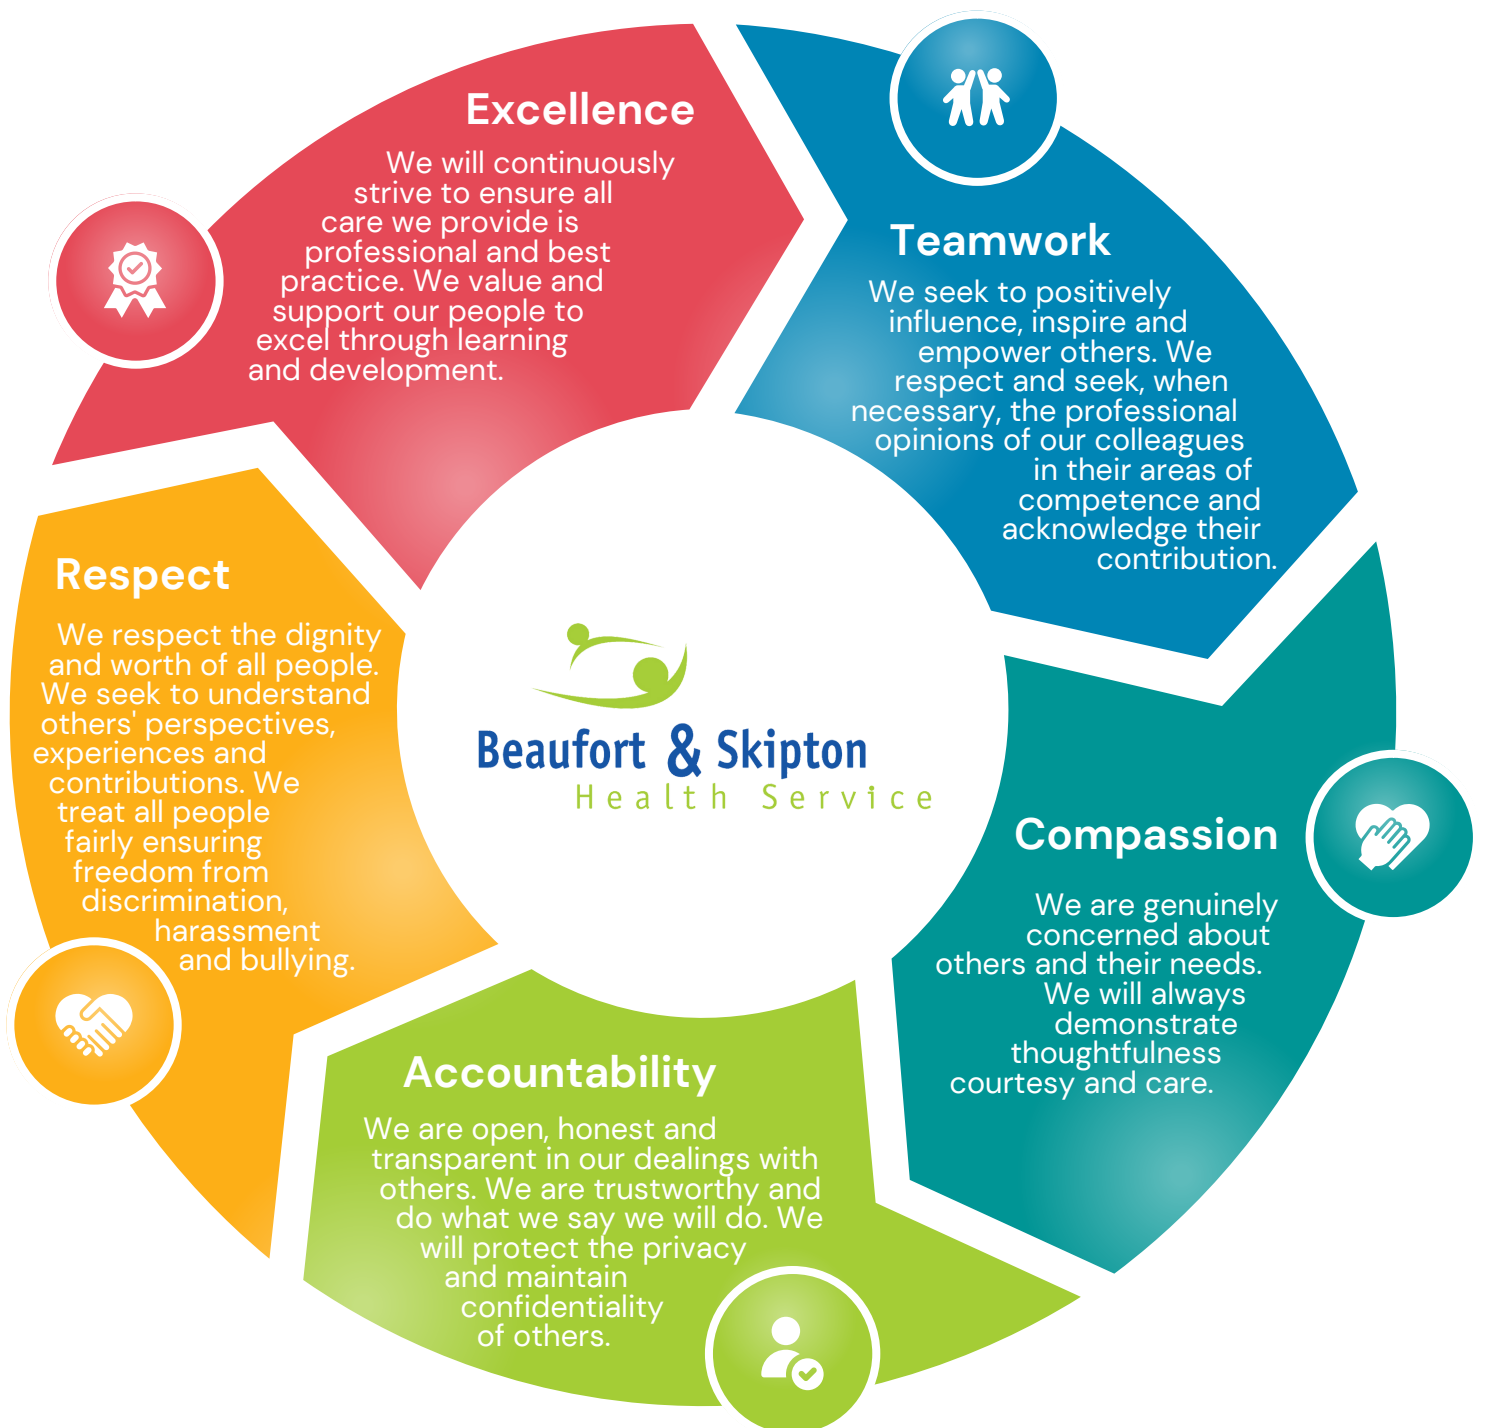 Excellence
We will continuously
strive to ensure all
care we provide is
professional and best
practice. We value and
support our people to
excel through learning
and development.
Teamwork
We seek to positively
influence, inspire and
empower others. We
respect and seek, when
necessary, the professional
opinions of our colleagues
in their areas of
competence and
acknowledge their
contribution.
Compassion
We are genuinely
concerned about
others and their needs.
We will always
demonstrate
thoughtfulness
courtesy and care.
Accountability
We are open, honest and
transparent in our dealings with
others. We are trustworthy and
do what we say we will do. We
will protect the privacy
and maintain
confidentiality
of others.
Respect
We respect the dignity
and worth of all people.
We seek to understand
others' perspectives,
experiences and
contributions. We
treat all people
fairly ensuring
freedom from
discrimination,
harassment
and bullying.
Beaufort & Skipton
Health Service